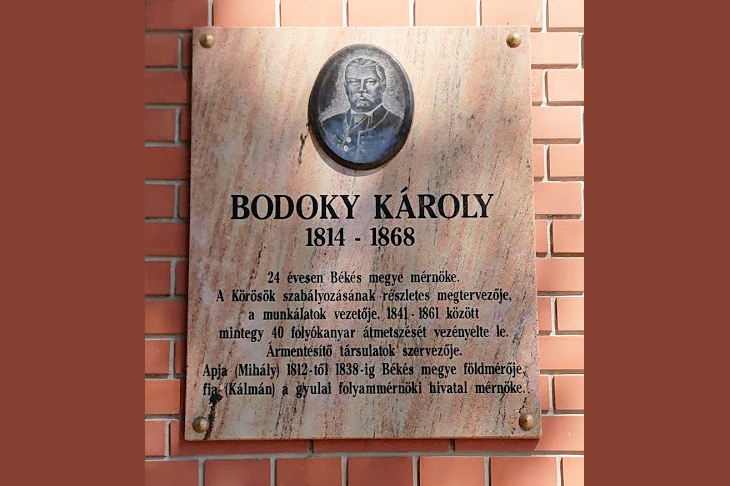 BODOKY KÁROLY
1814 - 1868
24 évesen Békés megye mérnöke.
A Körösök szabályozásának részletes megtervezője,
a munkálatok vezetője. 1841 - 1861 között
mintegy 40 folyókanyar átmetszését vezényelte le.
Ármentesítő társulatok szervezője.
Apja (Mihály) 1812-től 1838-ig Békés megye földmérője,
fia (Kálmán) a gyulai folyammérnöki hivatal mérnöke.